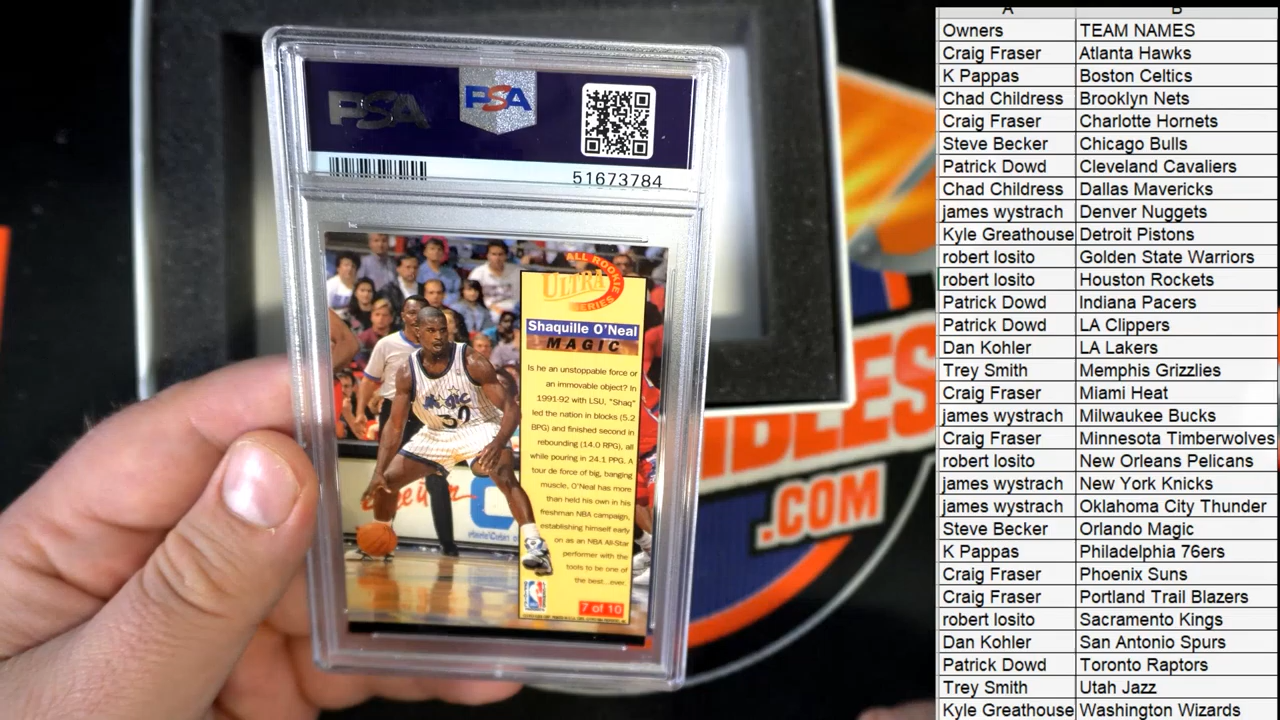 PSA
PSA
51673784
ALL ROOKIE
ULTRA
SERIES
Shaquille O'Neal
MAGIC
Is he an unstoppable force or
an immovable object? In
1991-92 with LSU, "Shaq"
led the nation in blocks (5.2
BPG) and finished second in
rebounding (14.0 RPG), all
while pouring in 24.1 PPG. A
tour de force of big, banging
muscle, O'Neal has more
than held his own in his
freshman NBA campaign,
establishing himself early
on as an NBA All-Star
performer with the
tools to be one of
the best...ever.
7 of 10
Magic
IBLES
.COM
A B
Owners TEAM NAMES
Craig Fraser Atlanta Hawks
K Pappas Boston Celtics
Chad Childress Brooklyn Nets
Craig Fraser Charlotte Hornets
Steve Becker Chicago Bulls
Patrick Dowd Cleveland Cavaliers
Chad Childress Dallas Mavericks
james wystrach Denver Nuggets
Kyle Greathouse Detroit Pistons
robert losito Golden State Warriors
robert losito Houston Rockets
Patrick Dowd Indiana Pacers
Patrick Dowd LA Clippers
Dan Kohler LA Lakers
Trey Smith Memphis Grizzlies
Craig Fraser Miami Heat
james wystrach Milwaukee Bucks
Craig Fraser Minnesota Timberwolves
robert losito New Orleans Pelicans
james wystrach New York Knicks
james wystrach Oklahoma City Thunder
Steve Becker Orlando Magic
K Pappas Philadelphia 76ers
Craig Fraser Phoenix Suns
Craig Fraser Portland Trail Blazers
robert losito Sacramento Kings
Dan Kohler San Antonio Spurs
Patrick Dowd Toronto Raptors
Trey Smith Utah Jazz
Kyle Greathouse Washington Wizards